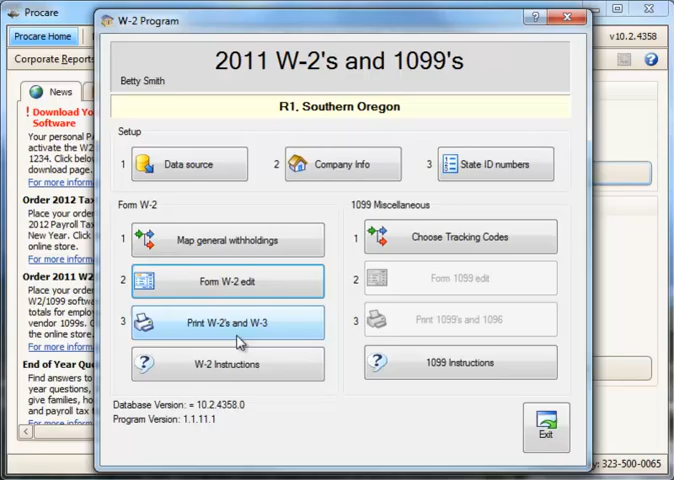 Procare
W-2 Program
Procare Home
v10.2.4358
Corporate Reports
2011 W-2's and 1099's
Betty Smith
R1, Southern Oregon
News
! Download Yo
Software
Your personal PA
activate the W2
1234. Click below
download page.
For more inform
Order 2012 Tax
Place your order
2012 Payroll Tax
New Year. Click
online store.
For more inform
Order 2011 W2
Place your order
W2/1099 softwa
totals for employ
vendor 1099s. C
the online store.
For more inform
End of Year Qu
Find answers to
year questions,
give families, ho
and payroll tax t
For more inform
Setup
1 Data source
2 Company Info
3 State ID numbers
Form W-2
1 Map general withholdings
2 Form W-2 edit
3 Print W-2's and W-3
W-2 Instructions
1099 Miscellaneous
1 Choose Tracking Codes
2 Form 1099 edit
3 Print 1099's and 1096
1099 Instructions
Database Version: = 10.2.4358.0
Program Version: 1.1.11.1
Exit
y: 323-500-0065